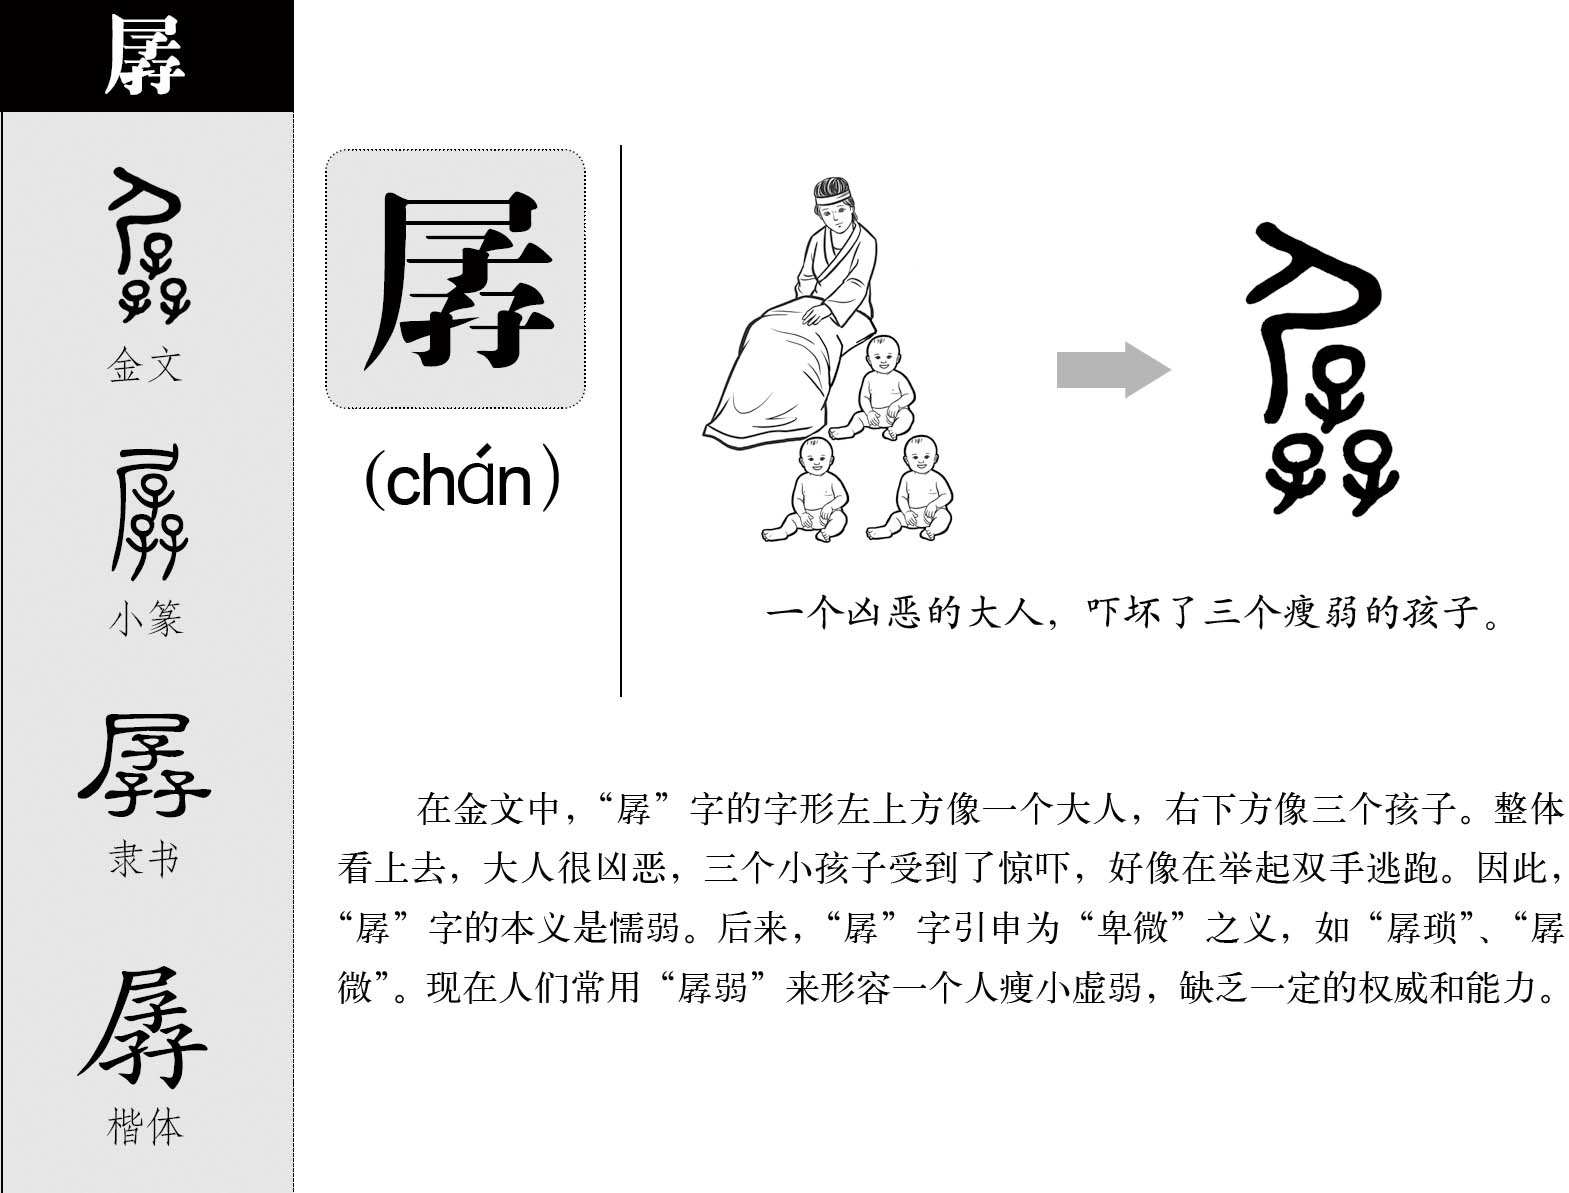 孱
金文
小篆
隶书
楷体
孱
(chán)
一个凶恶的大人，吓坏了三个瘦弱的孩子。
在金文中，“孱”字的字形左上方像一个大人，右下方像三个孩子。整体
看上去，大人很凶恶，三个小孩子受到了惊吓，好像在举起双手逃跑。因此，
“孱”字的本义是懦弱。后来，“孱”字引申为“卑微”之义，如“孱琐”、“孱
微”。现在人们常用“孱弱”来形容一个人瘦小虚弱，缺乏一定的权威和能力。